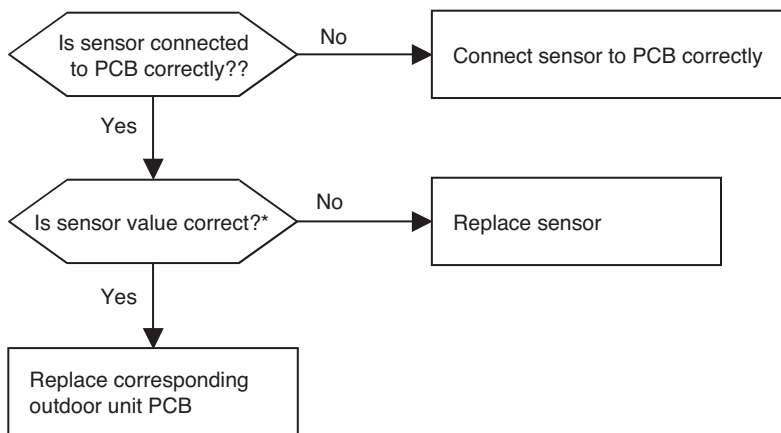 Is sensor connected
to PCB correctly??
No
Connect sensor to PCB correctly
Yes
Is sensor value correct?*
No
Replace sensor
Yes
Replace corresponding
outdoor unit PCB